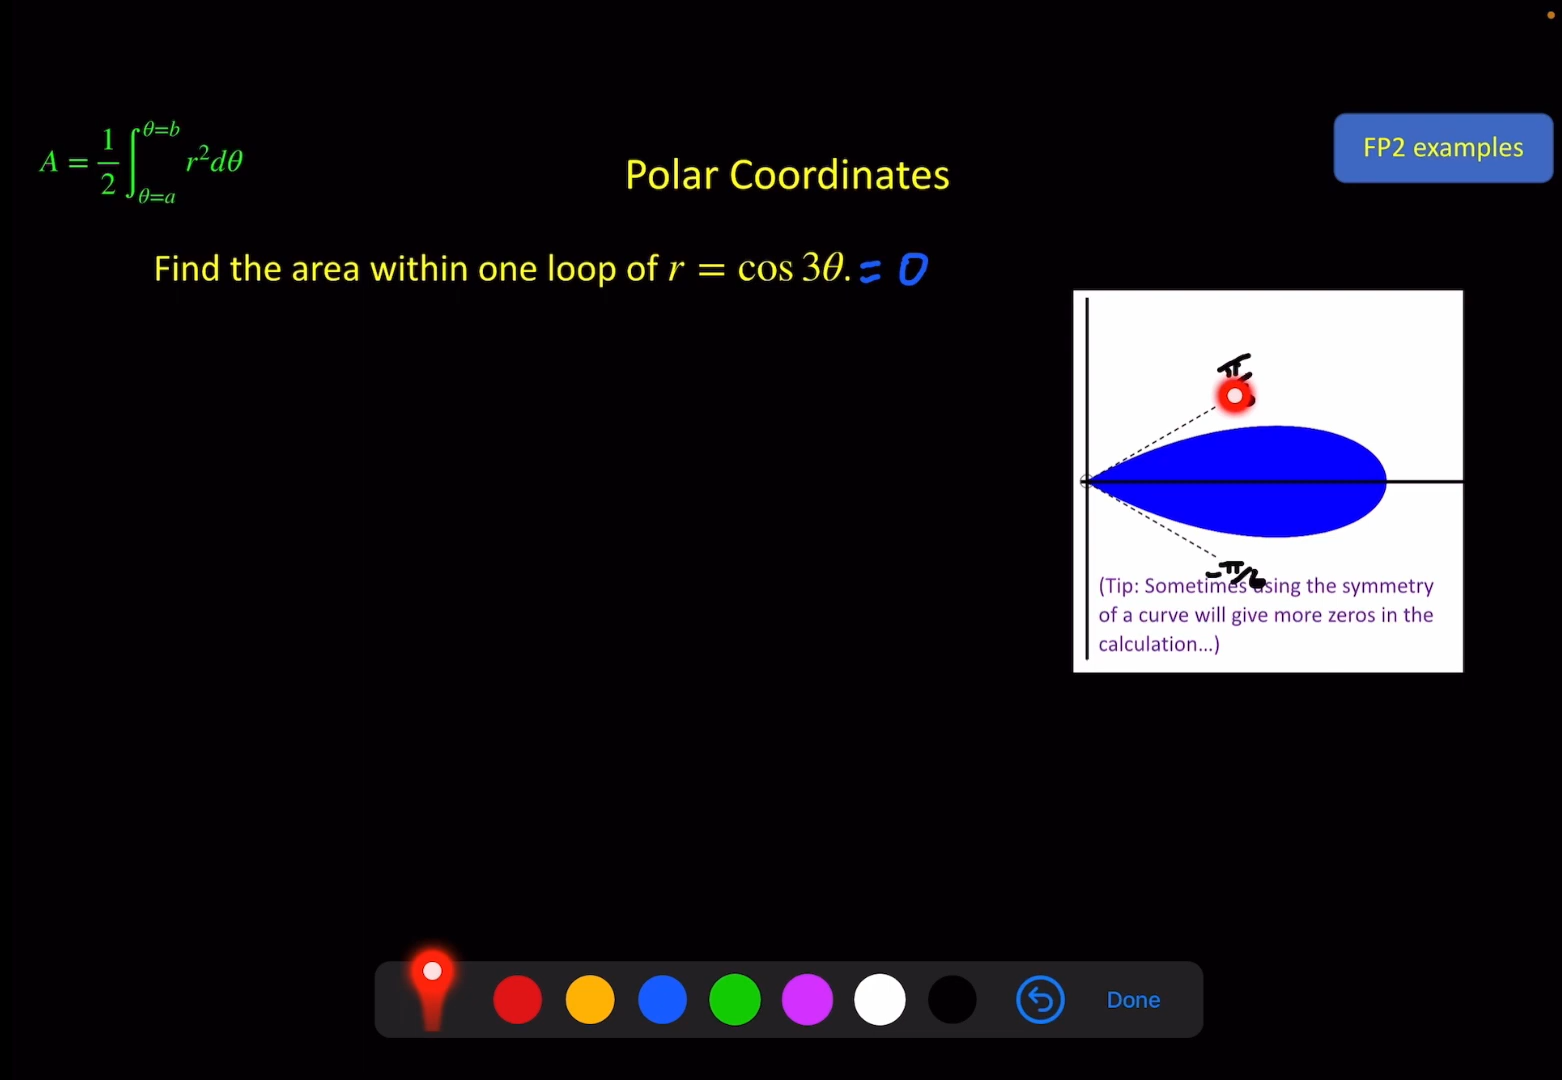 A = 1/2 ∫_{θ=a}^{θ=b} r²dθ
Polar Coordinates
FP2 examples
Find the area within one loop of r = cos 3θ. = 0
π/
-π/6
(Tip: Sometimes using the symmetry
of a curve will give more zeros in the
calculation...)
Done